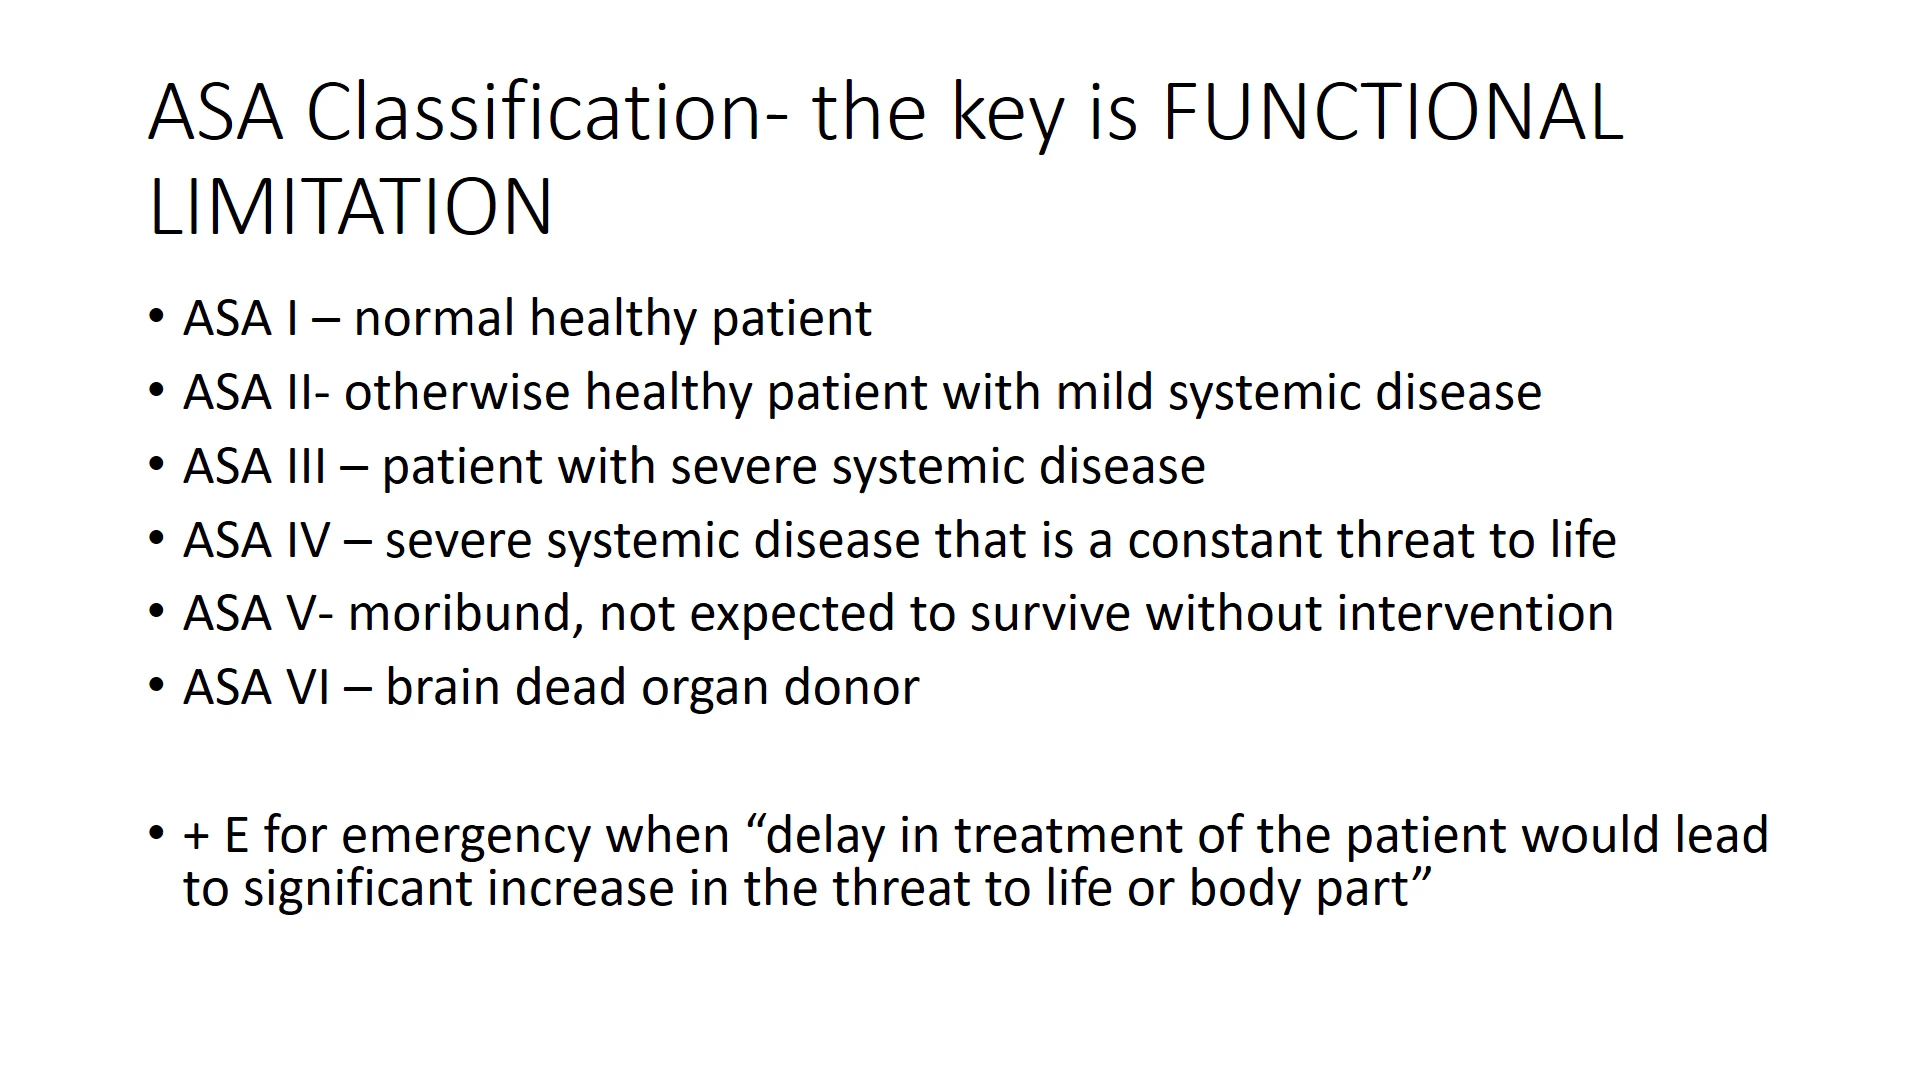 ASA Classification- the key is FUNCTIONAL
LIMITATION
• ASA I – normal healthy patient
• ASA II- otherwise healthy patient with mild systemic disease
• ASA III – patient with severe systemic disease
• ASA IV – severe systemic disease that is a constant threat to life
• ASA V- moribund, not expected to survive without intervention
• ASA VI – brain dead organ donor
• + E for emergency when “delay in treatment of the patient would lead
to significant increase in the threat to life or body part”